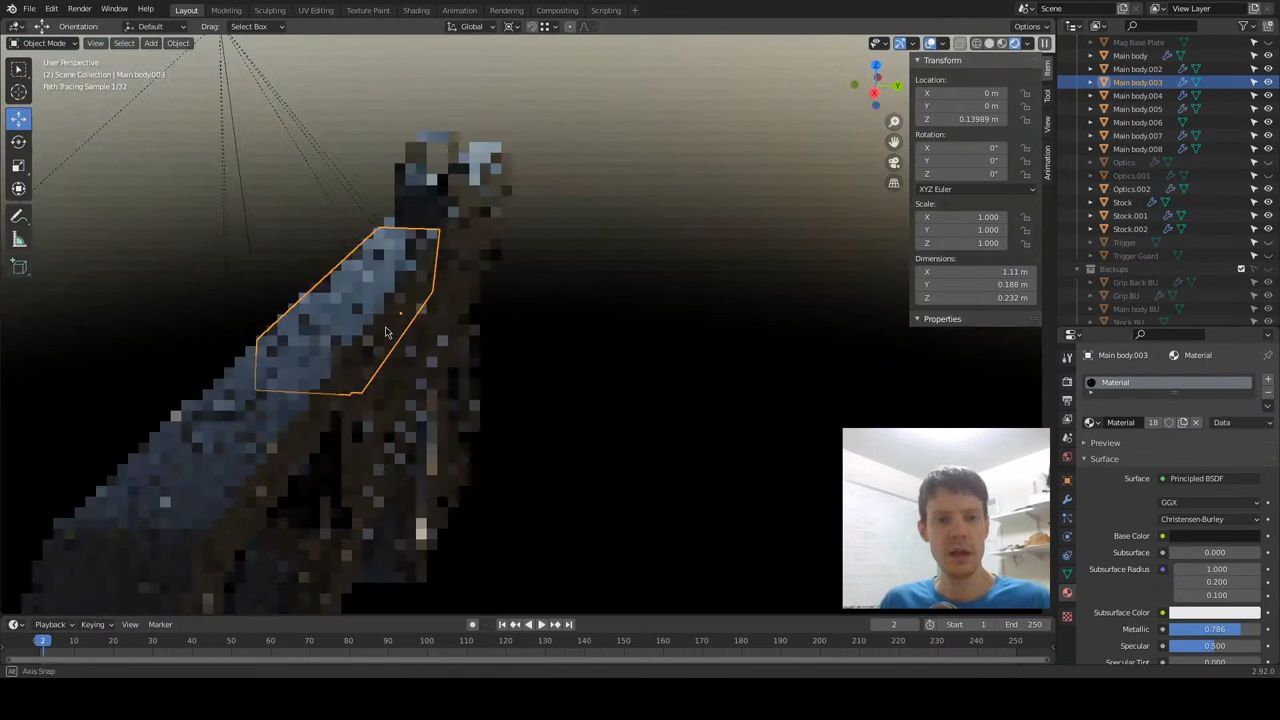 File Edit Render Window Help Layout Modeling Sculpting UV Editing Texture Paint Shading Animation Rendering Compositing Scripting Scene View Layer
Orientation: Default Drag: Select Box Global Options
Object Mode View Select Add Object
User Perspective
(2) Scene Collection | Main body.003
Path Tracing Sample 1/32
Z
Y
X
Item
Tool
View
Animation
Transform
Location:
X 0 m
Y 0 m
Z 0.13989 m
Rotation:
X 0°
Y 0°
Z 0°
XYZ Euler
Scale:
X 1.000
Y 1.000
Z 1.000
Dimensions:
X 1.11 m
Y 0.188 m
Z 0.232 m
Properties
Mag Base Plate
Main body
Main body.002
Main body.003
Main body.004
Main body.005
Main body.006
Main body.007
Main body.008
Optics
Optics.001
Optics.002
Stock
Stock.001
Stock.002
Trigger
Trigger Guard
Backups
Grip Back BU
Grip BU
Main body BU
Stock BU
Main body.003 Material
Material
Material 18 Data
Preview
Surface
Surface Principled BSDF
GGX
Christensen-Burley
Base Color
Subsurface 0.000
Subsurface Radius 1.000
0.200
0.100
Subsurface Color
Metallic 0.786
Specular 0.500
Specular Tint 0.000
Playback Keying View Marker 2 Start 1 End 250
2 10 20 30 40 50 60 70 80 90 100 110 120 130 140 150 160 170 180 190 200 210 220 230 240 250
Axis Snap 2.92.0